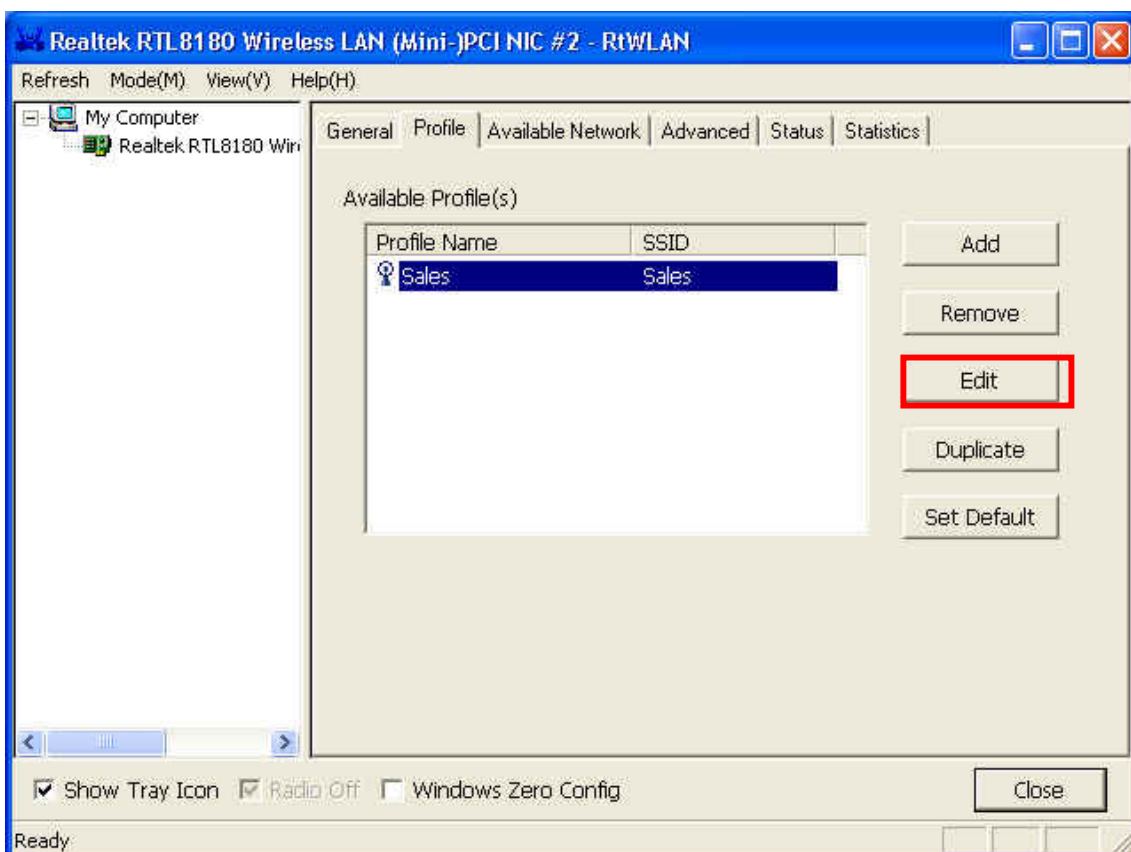 Realtek RTL8180 Wireless LAN (Mini-)PCI NIC #2 - RtWLAN
Refresh Mode(M) View(V) Help(H)
My Computer
Realtek RTL8180 Wir
General Profile Available Network Advanced Status Statistics
Available Profile(s)
Profile Name SSID
Sales Sales
Add
Remove
Edit
Duplicate
Set Default
Show Tray Icon Radio Off Windows Zero Config
Close
Ready